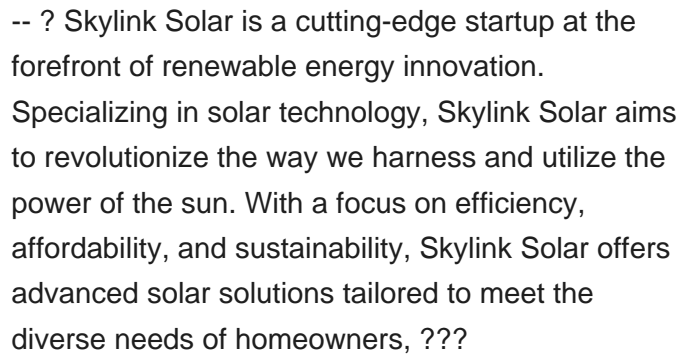 -- ? Skylink Solar is a cutting-edge startup at the
forefront of renewable energy innovation.
Specializing in solar technology, Skylink Solar aims
to revolutionize the way we harness and utilize the
power of the sun. With a focus on efficiency,
affordability, and sustainability, Skylink Solar offers
advanced solar solutions tailored to meet the
diverse needs of homeowners, ???